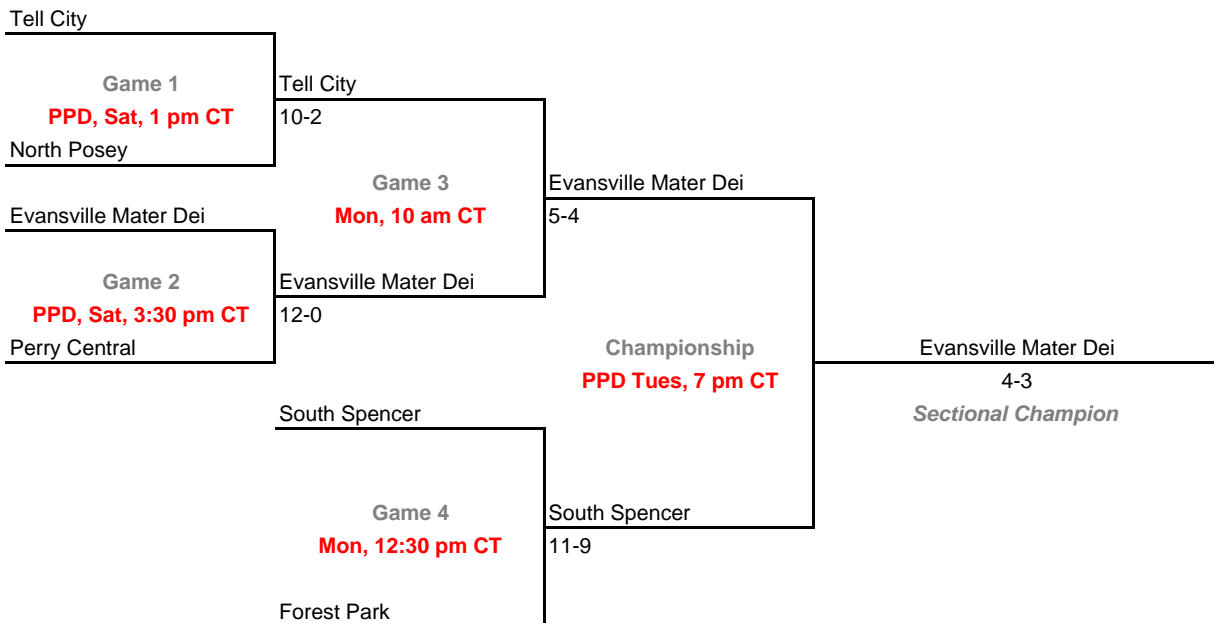 Tell City
Game 1
PPD, Sat, 1 pm CT
North Posey
Tell City
10-2
Evansville Mater Dei
Game 2
PPD, Sat, 3:30 pm CT
Perry Central
Evansville Mater Dei
12-0
Game 3
Mon, 10 am CT
Evansville Mater Dei
5-4
South Spencer
Game 4
Mon, 12:30 pm CT
Forest Park
South Spencer
11-9
Championship
PPD Tues, 7 pm CT
Evansville Mater Dei
4-3
Sectional Champion